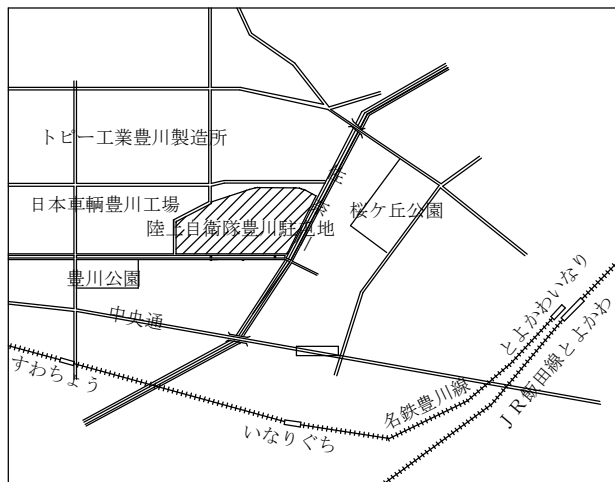 トピー工業豊川製造所
日本車輌豊川工場
陸上自衛隊豊川駐屯地
桜ケ丘公園
豊川公園
中央通
すわちょう
いなりぐち
名鉄豊川線
とよかわいなり
ＪＲ飯田線とよかわ